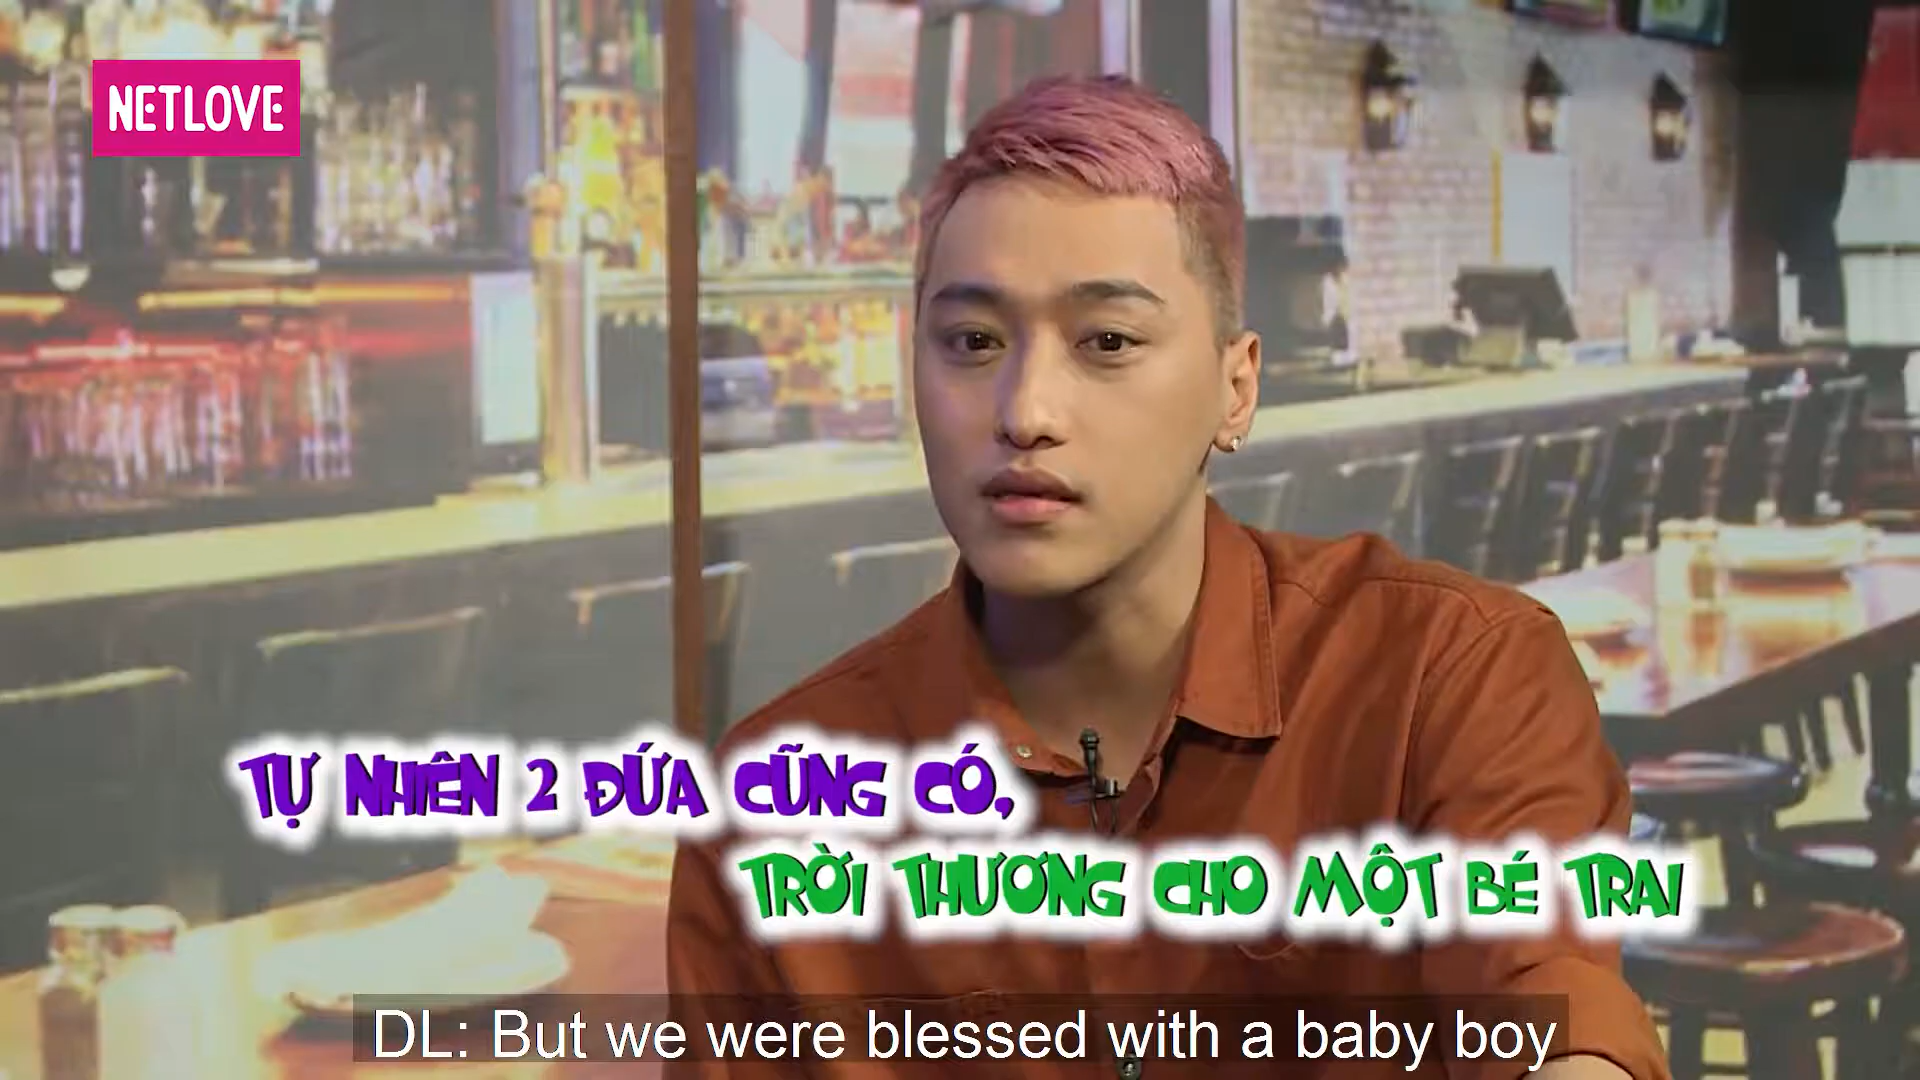 NETLOVE
TỰ NHIÊN 2 ĐỨA CŨNG CÓ,
TRỜI THƯƠNG CHO MỘT BÉ TRAI
DL: But we were blessed with a baby boy